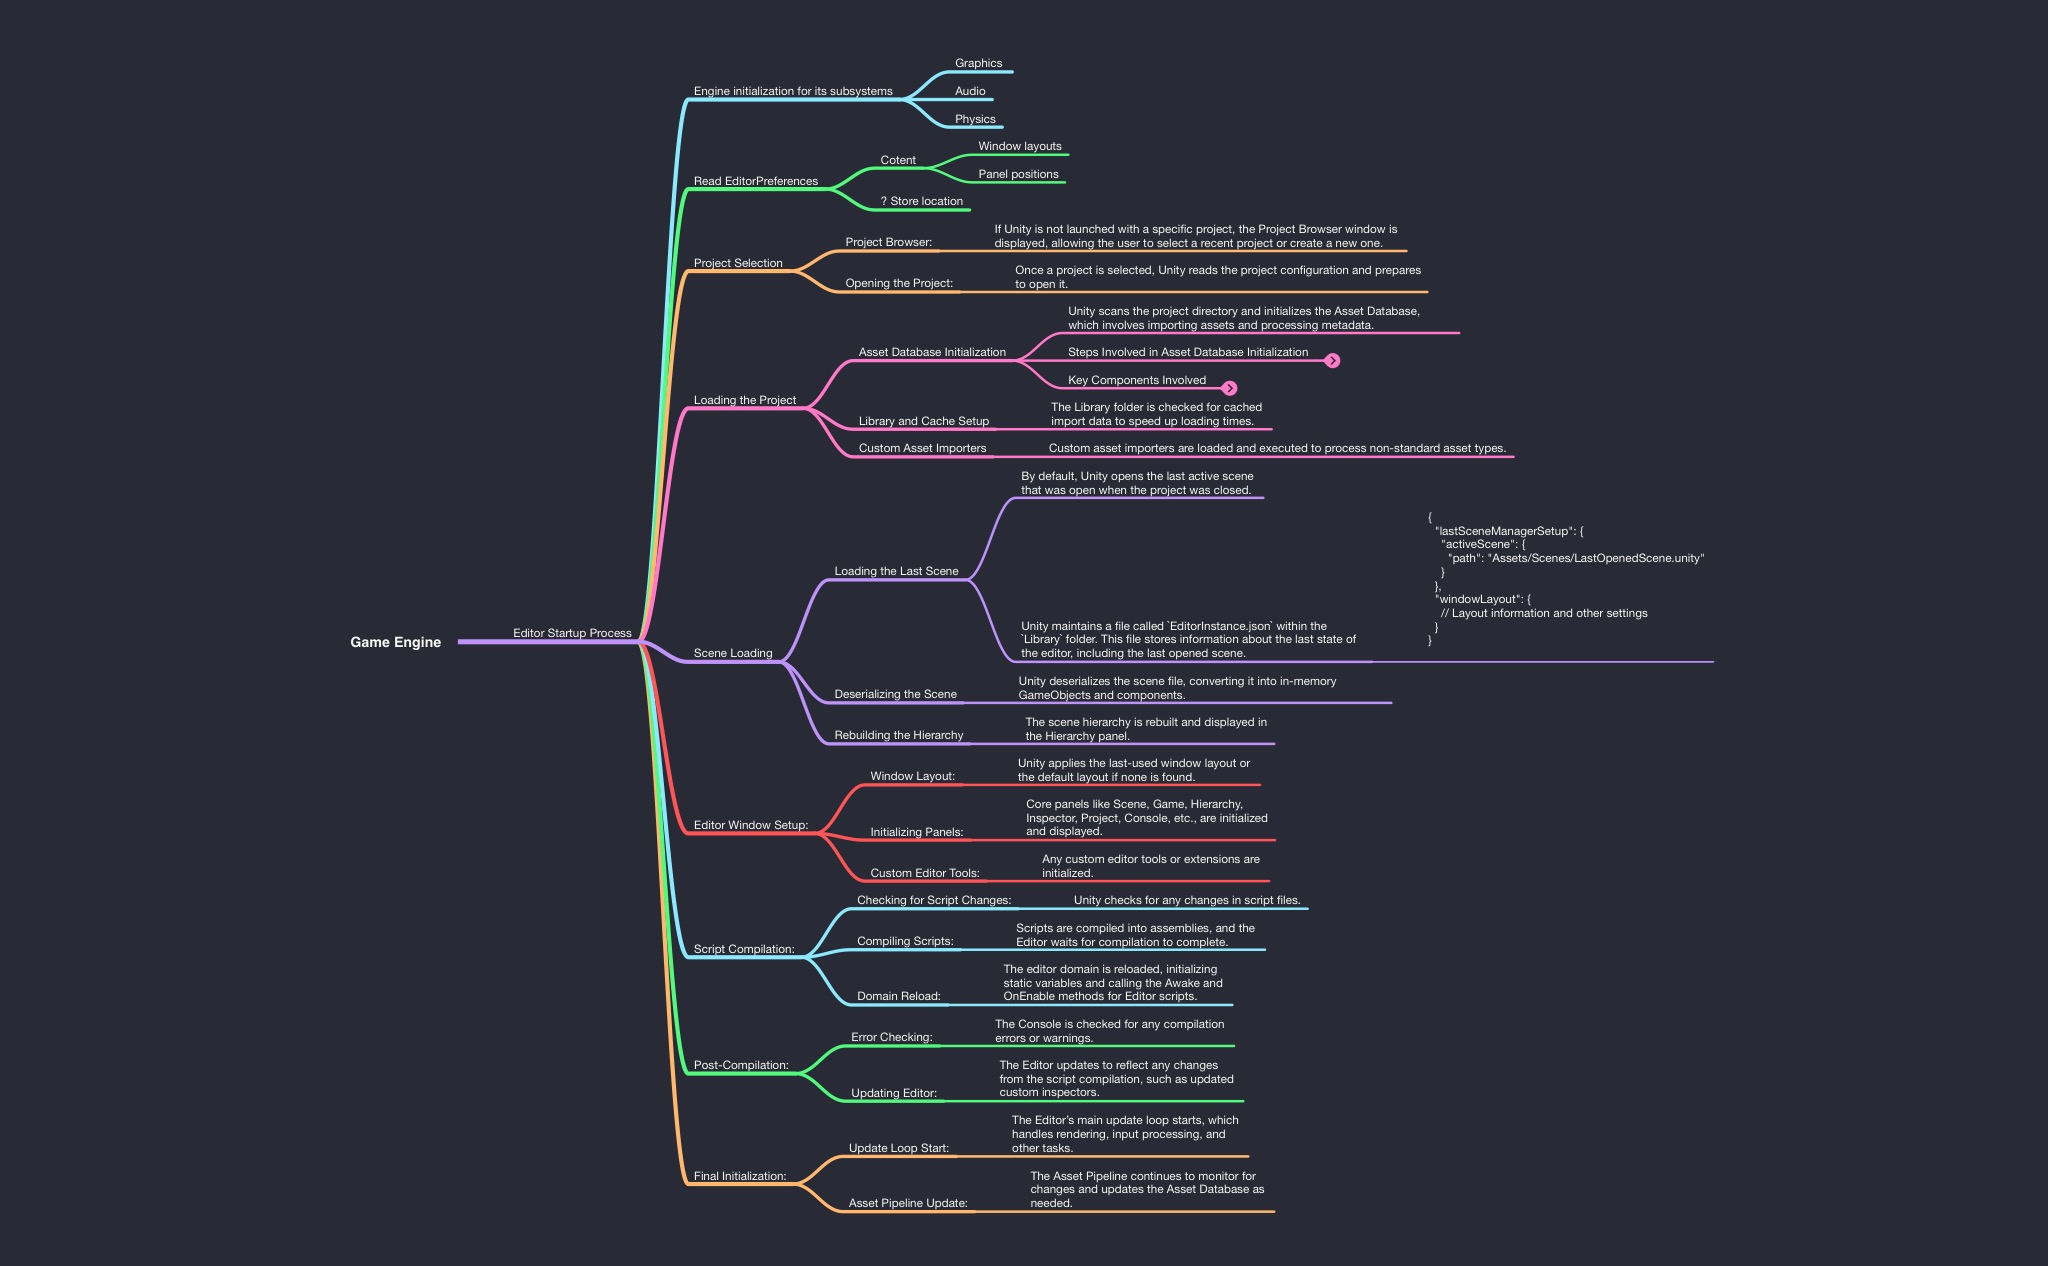 Game Engine
Editor Startup Process
Engine initialization for its subsystems
Graphics
Audio
Physics
Read EditorPreferences
Cotent
Window layouts
Panel positions
? Store location
Project Selection
Project Browser:
If Unity is not launched with a specific project, the Project Browser window is
displayed, allowing the user to select a recent project or create a new one.
Opening the Project:
Once a project is selected, Unity reads the project configuration and prepares
to open it.
Loading the Project
Asset Database Initialization
Unity scans the project directory and initializes the Asset Database,
which involves importing assets and processing metadata.
Steps Involved in Asset Database Initialization
Key Components Involved
Library and Cache Setup
The Library folder is checked for cached
import data to speed up loading times.
Custom Asset Importers
Custom asset importers are loaded and executed to process non-standard asset types.
Scene Loading
Loading the Last Scene
By default, Unity opens the last active scene
that was open when the project was closed.
Unity maintains a file called `EditorInstance.json` within the
`Library` folder. This file stores information about the last state of
the editor, including the last opened scene.
{
"lastSceneManagerSetup": {
"activeScene": {
"path": "Assets/Scenes/LastOpenedScene.unity"
}
},
"windowLayout": {
// Layout information and other settings
}
}
Deserializing the Scene
Unity deserializes the scene file, converting it into in-memory
GameObjects and components.
Rebuilding the Hierarchy
The scene hierarchy is rebuilt and displayed in
the Hierarchy panel.
Editor Window Setup:
Window Layout:
Unity applies the last-used window layout or
the default layout if none is found.
Initializing Panels:
Core panels like Scene, Game, Hierarchy,
Inspector, Project, Console, etc., are initialized
and displayed.
Custom Editor Tools:
Any custom editor tools or extensions are
initialized.
Script Compilation:
Checking for Script Changes:
Unity checks for any changes in script files.
Compiling Scripts:
Scripts are compiled into assemblies, and the
Editor waits for compilation to complete.
Domain Reload:
The editor domain is reloaded, initializing
static variables and calling the Awake and
OnEnable methods for Editor scripts.
Post-Compilation:
Error Checking:
The Console is checked for any compilation
errors or warnings.
Updating Editor:
The Editor updates to reflect any changes
from the script compilation, such as updated
custom inspectors.
Final Initialization:
Update Loop Start:
The Editor’s main update loop starts, which
handles rendering, input processing, and
other tasks.
Asset Pipeline Update:
The Asset Pipeline continues to monitor for
changes and updates the Asset Database as
needed.